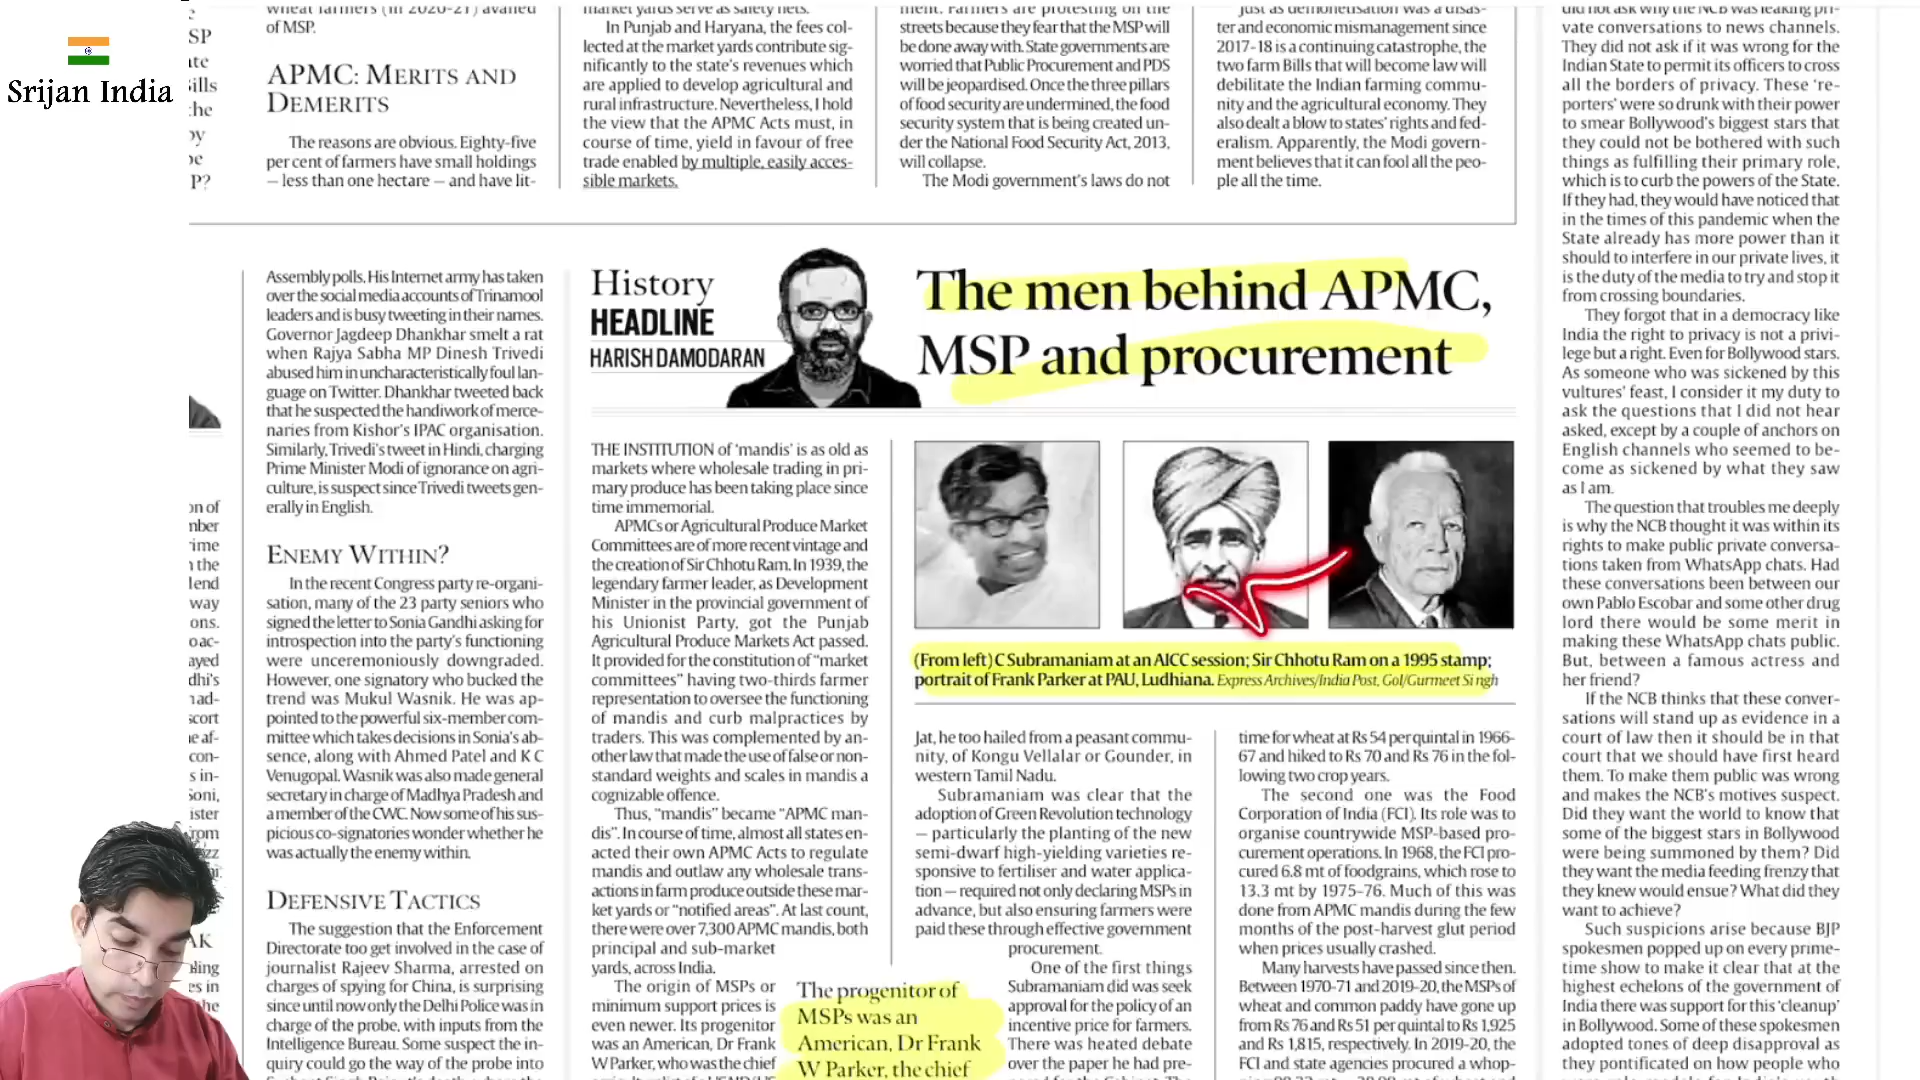 Srijan India
wheat farmers (in 2020-21) availed
of MSP.
APMC: MERITS AND
DEMERITS
The reasons are obvious. Eighty-five
per cent of farmers have small holdings
— less than one hectare — and have lit-
market yards serve as safety nets.
In Punjab and Haryana, the fees col-
lected at the market yards contribute sig-
nificantly to the state's revenues which
are applied to develop agricultural and
rural infrastructure. Nevertheless, I hold
the view that the APMC Acts must, in
course of time, yield in favour of free
trade enabled by multiple, easily acces-
sible markets.
ment. Farmers are protesting on the
streets because they fear that the MSP will
be done away with. State governments are
worried that Public Procurement and PDS
will be jeopardised. Once the three pillars
of food security are undermined, the food
security system that is being created un-
der the National Food Security Act, 2013,
will collapse.
The Modi government's laws do not
Just as demonetisation was a disas-
ter and economic mismanagement since
2017-18 is a continuing catastrophe, the
two farm Bills that will become law will
debilitate the Indian farming commu-
nity and the agricultural economy. They
also dealt a blow to states' rights and fed-
eralism. Apparently, the Modi govern-
ment believes that it can fool all the peo-
ple all the time.
Assembly polls. His Internet army has taken
over the social media accounts of Trinamool
leaders and is busy tweeting in their names.
Governor Jagdeep Dhankhar smelt a rat
when Rajya Sabha MP Dinesh Trivedi
abused him in uncharacteristically foul lan-
guage on Twitter. Dhankhar tweeted back
that he suspected the handiwork of merce-
naries from Kishor's IPAC organisation.
Similarly, Trivedi's tweet in Hindi, charging
Prime Minister Modi of ignorance on agri-
culture, is suspect since Trivedi tweets gen-
erally in English.
ENEMY WITHIN?
In the recent Congress party re-organi-
sation, many of the 23 party seniors who
signed the letter to Sonia Gandhi asking for
introspection into the party's functioning
were unceremoniously downgraded.
However, one signatory who bucked the
trend was Mukul Wasnik. He was ap-
pointed to the powerful six-member com-
mittee which takes decisions in Sonia's ab-
sence, along with Ahmed Patel and K C
Venugopal. Wasnik was also made general
secretary in charge of Madhya Pradesh and
a member of the CWC. Now some of his sus-
picious co-signatories wonder whether he
was actually the enemy within.
DEFENSIVE TACTICS
The suggestion that the Enforcement
Directorate too get involved in the case of
journalist Rajeev Sharma, arrested on
charges of spying for China, is surprising
since until now only the Delhi Police was in
charge of the probe, with inputs from the
Intelligence Bureau. Some suspect the in-
quiry could go the way of the probe into
History
HEADLINE
HARISH DAMODARAN
The men behind APMC,
MSP and procurement
THE INSTITUTION of 'mandis' is as old as
markets where wholesale trading in pri-
mary produce has been taking place since
time immemorial.
APMCs or Agricultural Produce Market
Committees are of more recent vintage and
the creation of Sir Chhotu Ram. In 1939, the
legendary farmer leader, as Development
Minister in the provincial government of
his Unionist Party, got the Punjab
Agricultural Produce Markets Act passed.
It provided for the constitution of "market
committees" having two-thirds farmer
representation to oversee the functioning
of mandis and curb malpractices by
traders. This was complemented by an-
other law that made the use of false or non-
standard weights and scales in mandis a
cognizable offence.
Thus, "mandis" became "APMC man-
dis". In course of time, almost all states en-
acted their own APMC Acts to regulate
mandis and outlaw any wholesale trans-
actions in farm produce outside these mar-
ket yards or "notified areas". At last count,
there were over 7,300 APMC mandis, both
principal and sub-market
yards, across India.
The origin of MSPs or
minimum support prices is
even newer. Its progenitor
was an American, Dr Frank
W Parker, who was the chief
(From left) C Subramaniam at an AICC session; Sir Chhotu Ram on a 1995 stamp;
portrait of Frank Parker at PAU, Ludhiana. Express Archives/India Post, GoI/Gurmeet Singh
The progenitor of
MSPs was an
American, Dr Frank
W Parker, the chief
Jat, he too hailed from a peasant commu-
nity, of Kongu Vellalar or Gounder, in
western Tamil Nadu.
Subramaniam was clear that the
adoption of Green Revolution technology
— particularly the planting of the new
semi-dwarf high-yielding varieties re-
sponsive to fertiliser and water applica-
tion — required not only declaring MSPs in
advance, but also ensuring farmers were
paid these through effective government
procurement.
One of the first things
Subramaniam did was seek
approval for the policy of an
incentive price for farmers.
There was heated debate
over the paper he had pre-
time for wheat at Rs 54 per quintal in 1966-
67 and hiked to Rs 70 and Rs 76 in the fol-
lowing two crop years.
The second one was the Food
Corporation of India (FCI). Its role was to
organise countrywide MSP-based pro-
curement operations. In 1968, the FCI pro-
cured 6.8 mt of foodgrains, which rose to
13.3 mt by 1975-76. Much of this was
done from APMC mandis during the few
months of the post-harvest glut period
when prices usually crashed.
Many harvests have passed since then.
Between 1970-71 and 2019-20, the MSPs of
wheat and common paddy have gone up
from Rs 76 and Rs 51 per quintal to Rs 1,925
and Rs 1,815, respectively. In 2019-20, the
FCI and state agencies procured a whop-
did not ask why the NCB was leaking pri-
vate conversations to news channels.
They did not ask if it was wrong for the
Indian State to permit its officers to cross
all the borders of privacy. These 're-
porters' were so drunk with their power
to smear Bollywood's biggest stars that
they could not be bothered with such
things as fulfilling their primary role,
which is to curb the powers of the State.
If they had, they would have noticed that
in the times of this pandemic when the
State already has more power than it
should to interfere in our private lives, it
is the duty of the media to try and stop it
from crossing boundaries.
They forgot that in a democracy like
India the right to privacy is not a privi-
lege but a right. Even for Bollywood stars.
As someone who was sickened by this
vultures' feast, I consider it my duty to
ask the questions that I did not hear
asked, except by a couple of anchors on
English channels who seemed to be-
come as sickened by what they saw
as I am.
The question that troubles me deeply
is why the NCB thought it was within its
rights to make public private conversa-
tions taken from WhatsApp chats. Had
these conversations been between our
own Pablo Escobar and some other drug
lord there would be some merit in
making these WhatsApp chats public.
But, between a famous actress and
her friend?
If the NCB thinks that these conver-
sations will stand up as evidence in a
court of law then it should be in that
court that we should have first heard
them. To make them public was wrong
and makes the NCB's motives suspect.
Did they want the world to know that
some of the biggest stars in Bollywood
were being summoned by them? Did
they want the media feeding frenzy that
they knew would ensue? What did they
want to achieve?
Such suspicions arise because BJP
spokesmen popped up on every prime-
time show to make it clear that at the
highest echelons of the government of
India there was support for this 'cleanup'
in Bollywood. Some of these spokesmen
adopted tones of deep disapproval as
they pontificated on how people who